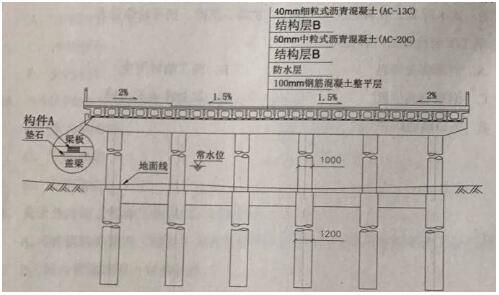 40mm细粒式沥青混凝土(AC-13C)
结构层B
50mm中粒式沥青混凝土(AC-20C)
结构层B
防水层
100mm钢筋混凝土整平层
2% 1.5% 1.5% 2%
构件A
垫石
梁板
盖梁
地面线
常水位
1000
1200